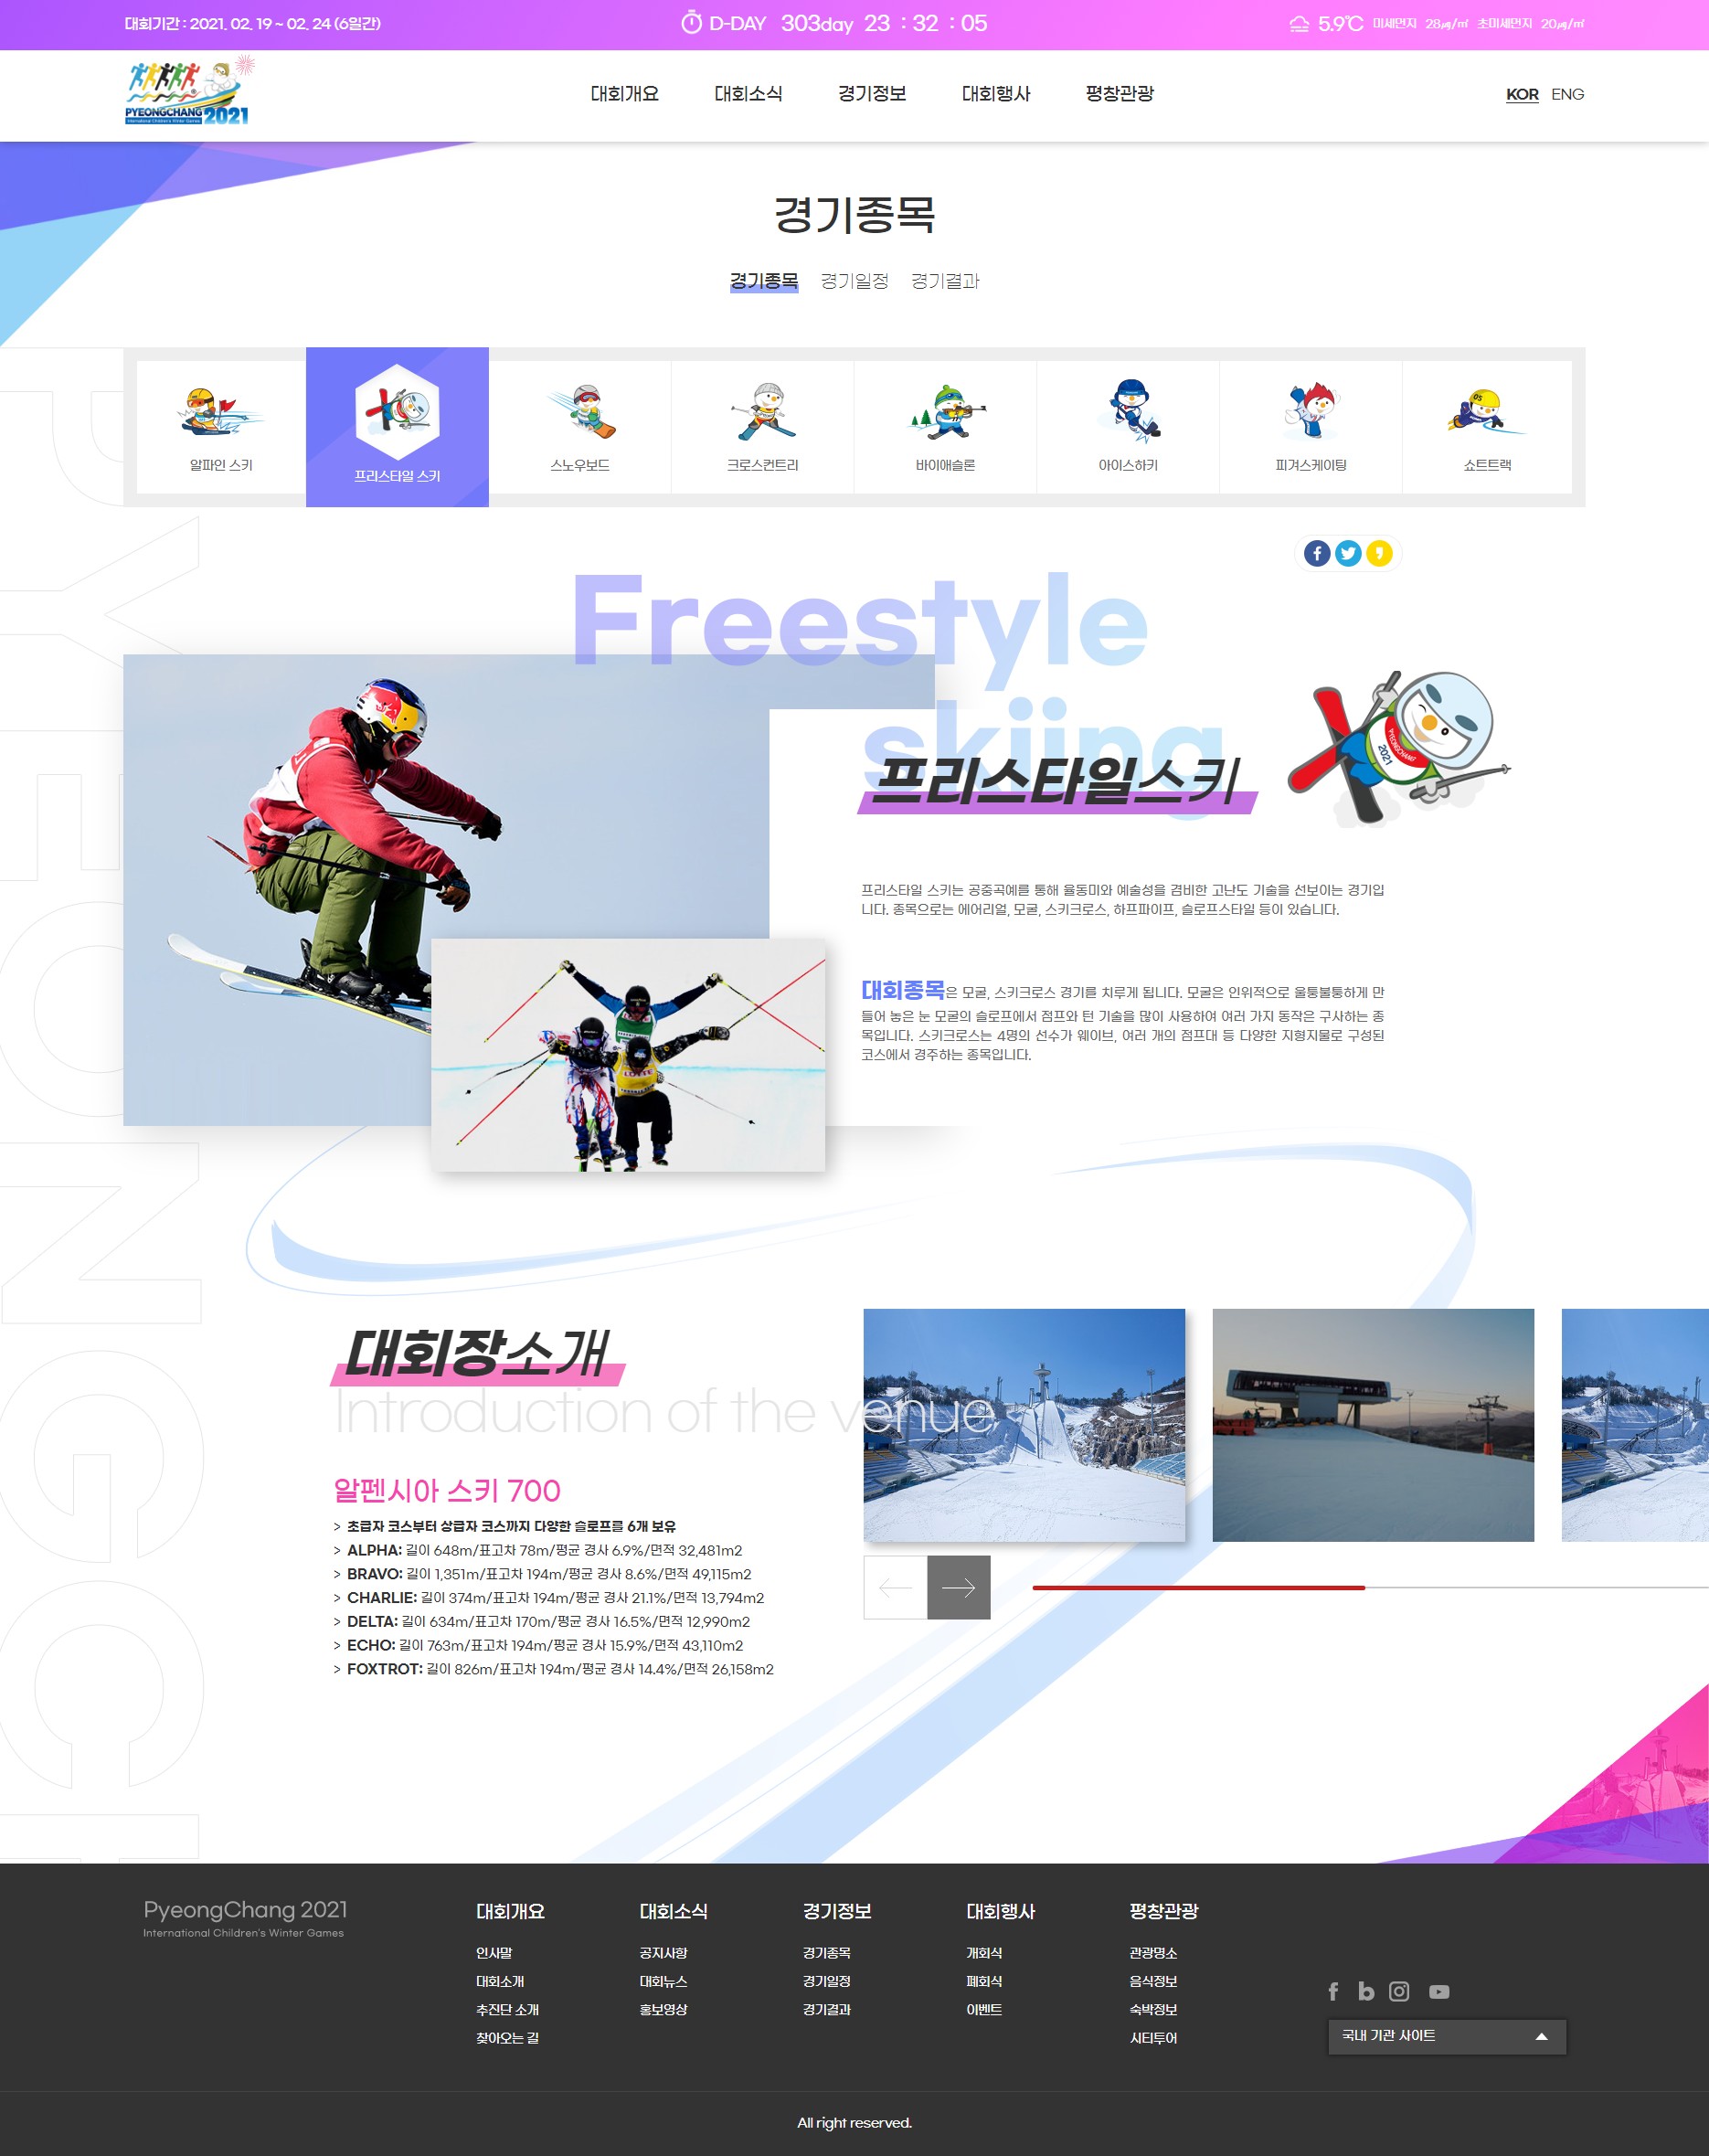 대회기간 : 2021. 02. 19 ~ 02. 24 (6일간)
D-DAY 303day 23 : 32 : 05
5.9℃ 미세먼지 28㎍/㎥ 초미세먼지 20㎍/㎥
PYEONGCHANG 2021
International Children's Winter Games
대회개요 대회소식 경기정보 대회행사 평창관광
KOR ENG
경기종목
경기종목 경기일정 경기결과
알파인 스키
프리스타일 스키
스노우보드
크로스컨트리
바이애슬론
아이스하키
피겨스케이팅
쇼트트랙
Freestyle
skiing
프리스타일스키
PYEONGCHANG
2021
프리스타일 스키는 공중곡예를 통해 율동미와 예술성을 겸비한 고난도 기술을 선보이는 경기입
니다. 종목으로는 에어리얼, 모굴, 스키크로스, 하프파이프, 슬로프스타일 등이 있습니다.
대회종목은 모굴, 스키크로스 경기를 치루게 됩니다. 모굴은 인위적으로 울퉁불퉁하게 만
들어 놓은 눈 모굴의 슬로프에서 점프와 턴 기술을 많이 사용하여 여러 가지 동작은 구사하는 종
목입니다. 스키크로스는 4명의 선수가 웨이브, 여러 개의 점프대 등 다양한 지형지물로 구성된
코스에서 경주하는 종목입니다.
대회장소개
Introduction of the venue
알펜시아 스키 700
> 초급자 코스부터 상급자 코스까지 다양한 슬로프를 6개 보유
> ALPHA: 길이 648m/표고차 78m/평균 경사 6.9%/면적 32,481m2
> BRAVO: 길이 1,351m/표고차 194m/평균 경사 8.6%/면적 49,115m2
> CHARLIE: 길이 374m/표고차 194m/평균 경사 21.1%/면적 13,794m2
> DELTA: 길이 634m/표고차 170m/평균 경사 16.5%/면적 12,990m2
> ECHO: 길이 763m/표고차 194m/평균 경사 15.9%/면적 43,110m2
> FOXTROT: 길이 826m/표고차 194m/평균 경사 14.4%/면적 26,158m2
PYEONGC
PyeongChang 2021
International Children's Winter Games
대회개요
인사말
대회소개
추진단 소개
찾아오는 길
대회소식
공지사항
대회뉴스
홍보영상
경기정보
경기종목
경기일정
경기결과
대회행사
개회식
폐회식
이벤트
평창관광
관광명소
음식정보
숙박정보
시티투어
국내 기관 사이트
All right reserved.